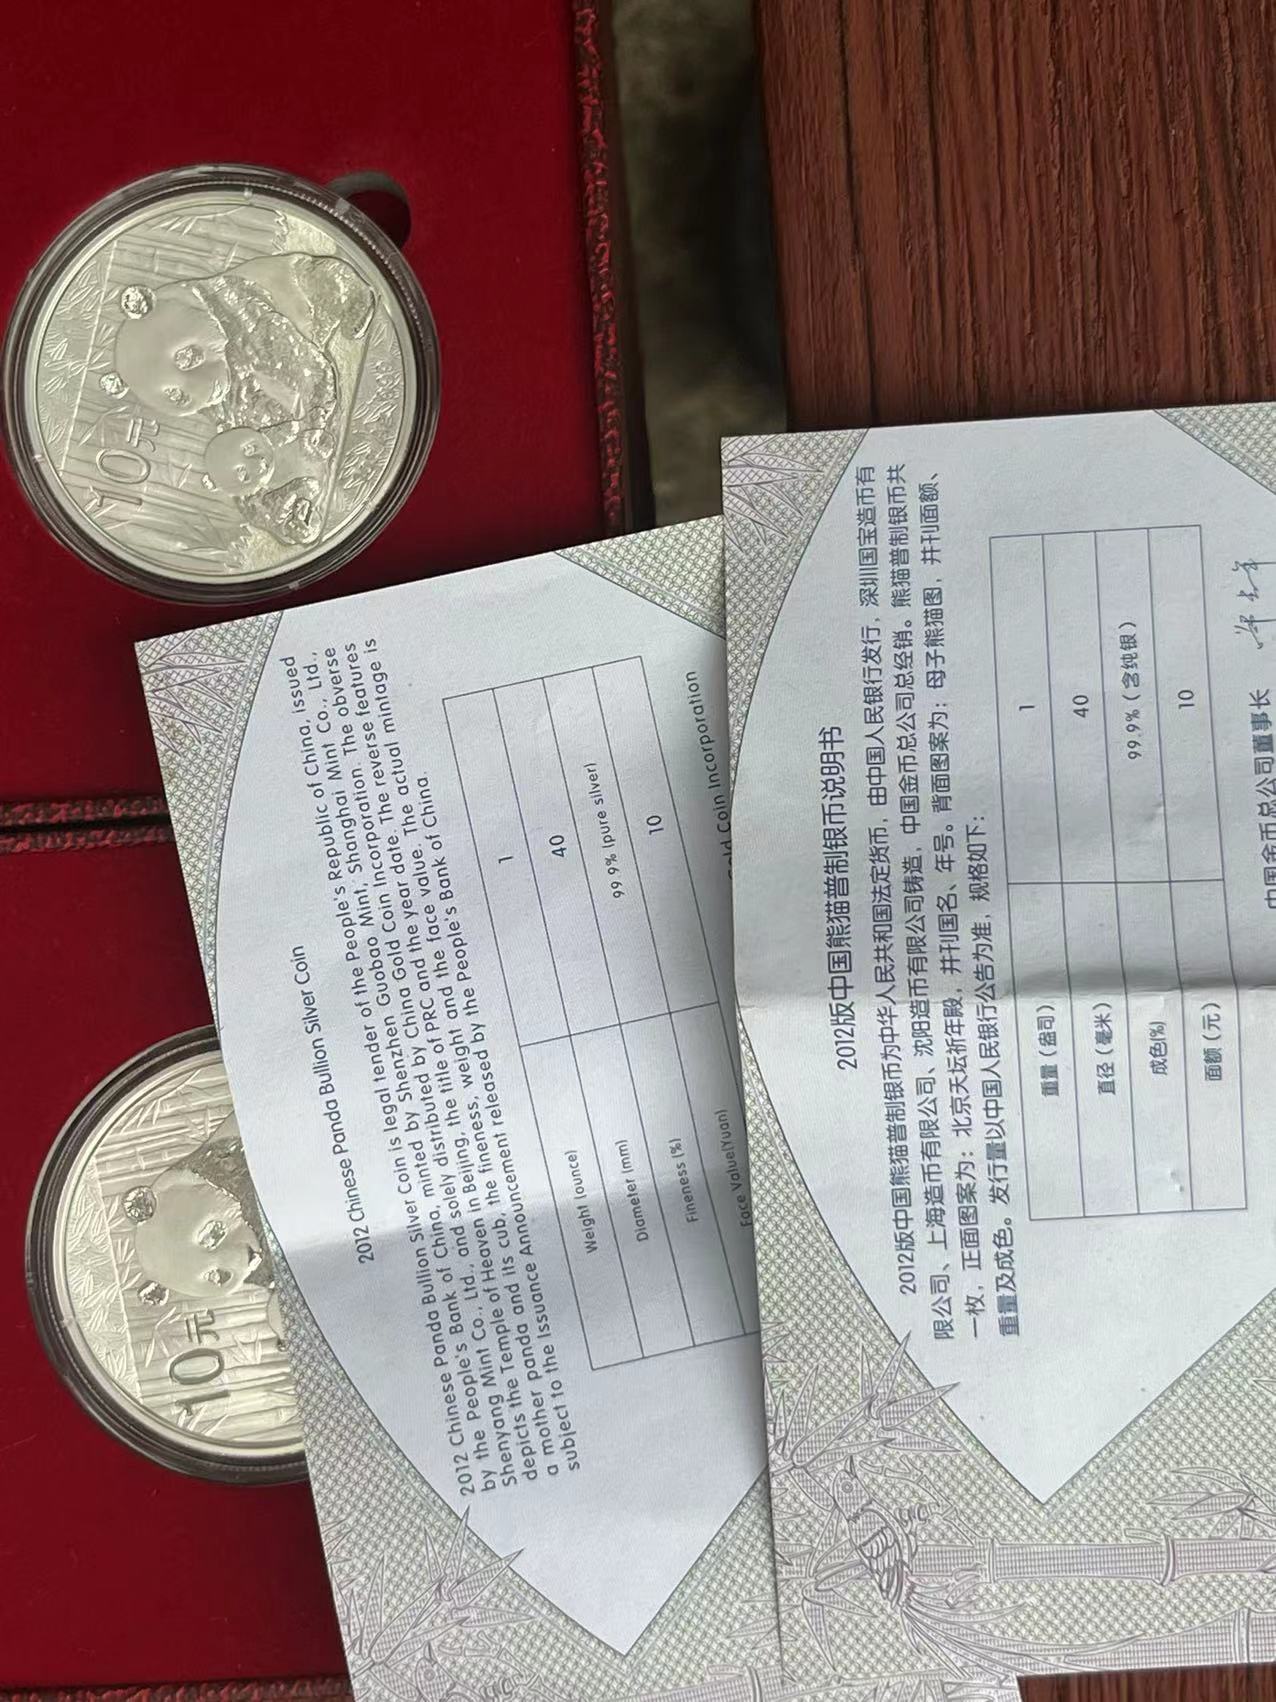 10元
10元
2012 Chinese Panda Bullion Silver Coin
2012 Chinese Panda Bullion Silver Coin is legal tender of the People's Republic of China, issued
by the People's Bank of China, minted by Shenzhen Guobao Mint, Shanghai Mint Co., Ltd.,
Shenyang Mint Co., Ltd., and solely distributed by China Gold Coin Incorporation. The obverse
depicts the Temple of Heaven in Beijing, the title of PRC and the year date. The reverse features
a mother panda and its cub, the fineness, weight and the face value. The actual mintage is
subject to the Issuance Announcement released by the People's Bank of China.
Weight (ounce) 1
Diameter (mm) 40
Fineness (%) 99.9% (pure silver)
Face Value(Yuan) 10
Coin Incorporation
2012版中国熊猫普制银币说明书
2012版中国熊猫普制银币为中华人民共和国法定货币，由中国人民银行发行，深圳国宝造币有
限公司、上海造币有限公司、沈阳造币有限公司铸造，中国金币总公司总经销。熊猫普制银币共
一枚，正面图案为：北京天坛祈年殿，并刊国名、年号。背面图案为：母子熊猫图，并刊面额、
重量及成色。发行量以中国人民银行公告为准，规格如下：
重量（盎司） 1
直径（毫米） 40
成色(%) 99.9%（含纯银）
面额（元） 10
中国金币总公司董事长